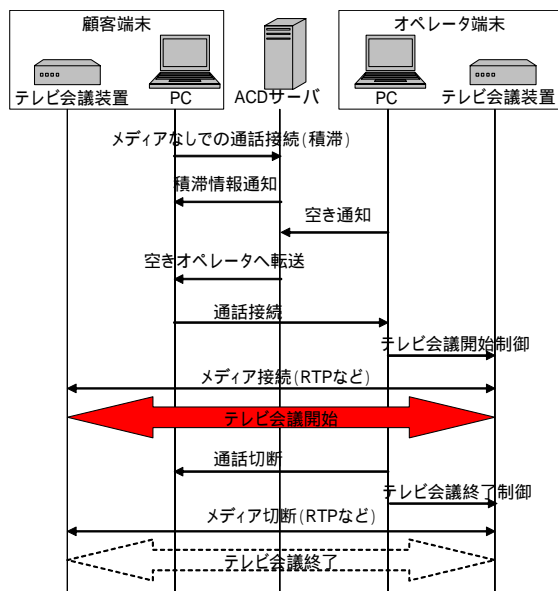 顧客端末
オペレータ端末
テレビ会議装置
PC
ACDサーバ
PC
テレビ会議装置
メディアなしでの通話接続(積滞)
積滞情報通知
空き通知
空きオペレータへ転送
通話接続
テレビ会議開始制御
メディア接続(RTPなど)
テレビ会議開始
通話切断
テレビ会議終了制御
メディア切断(RTPなど)
テレビ会議終了